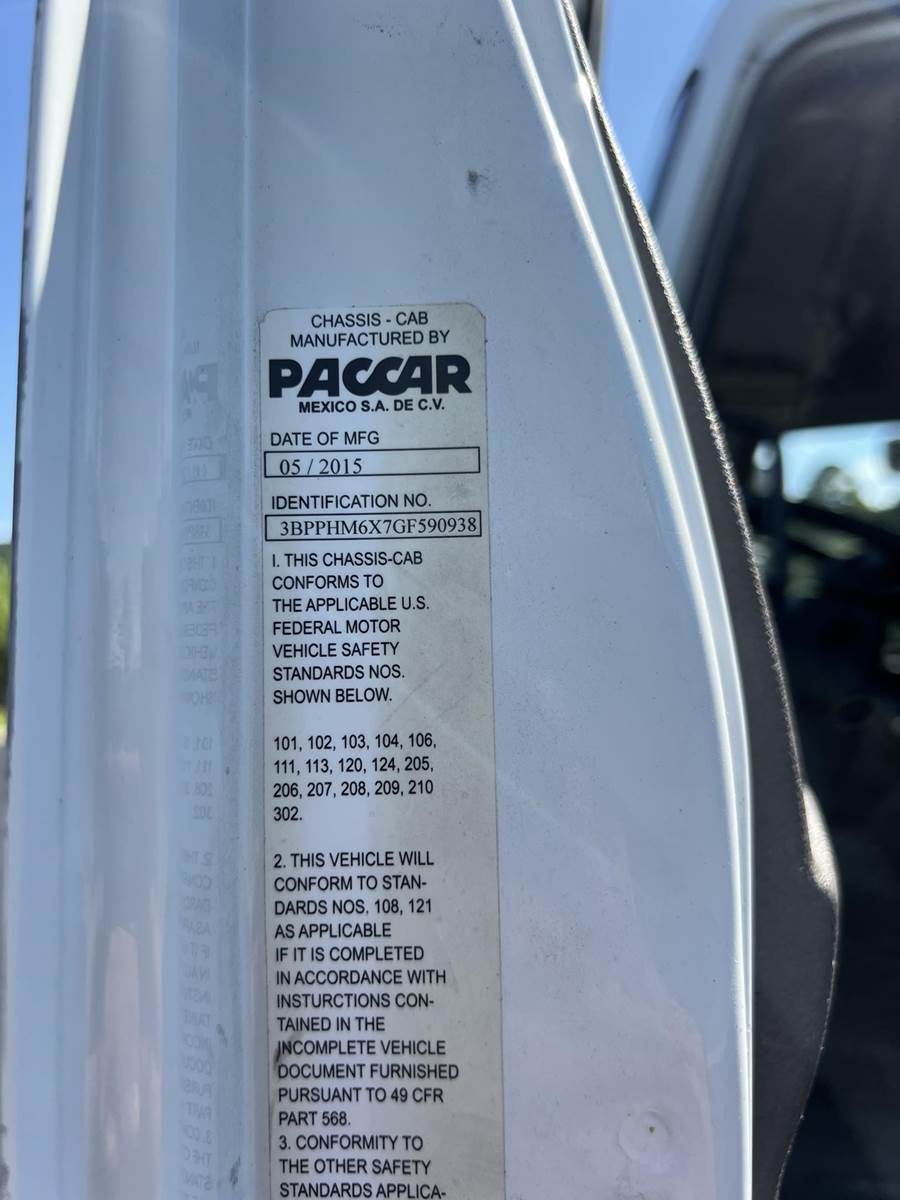 CHASSIS - CAB
MANUFACTURED BY
PACCAR
MEXICO S.A. DE C.V.
DATE OF MFG
05 / 2015
IDENTIFICATION NO.
3BPPHM6X7GF590938
I. THIS CHASSIS-CAB
CONFORMS TO
THE APPLICABLE U.S.
FEDERAL MOTOR
VEHICLE SAFETY
STANDARDS NOS.
SHOWN BELOW.
101, 102, 103, 104, 106,
111, 113, 120, 124, 205,
206, 207, 208, 209, 210
302.
2. THIS VEHICLE WILL
CONFORM TO STAN-
DARDS NOS, 108, 121
AS APPLICABLE
IF IT IS COMPLETED
IN ACCORDANCE WITH
INSTURCTIONS CON-
TAINED IN THE
INCOMPLETE VEHICLE
DOCUMENT FURNISHED
PURSUANT TO 49 CFR
PART 568.
3. CONFORMITY TO
THE OTHER SAFETY
STANDARDS APPLICA-